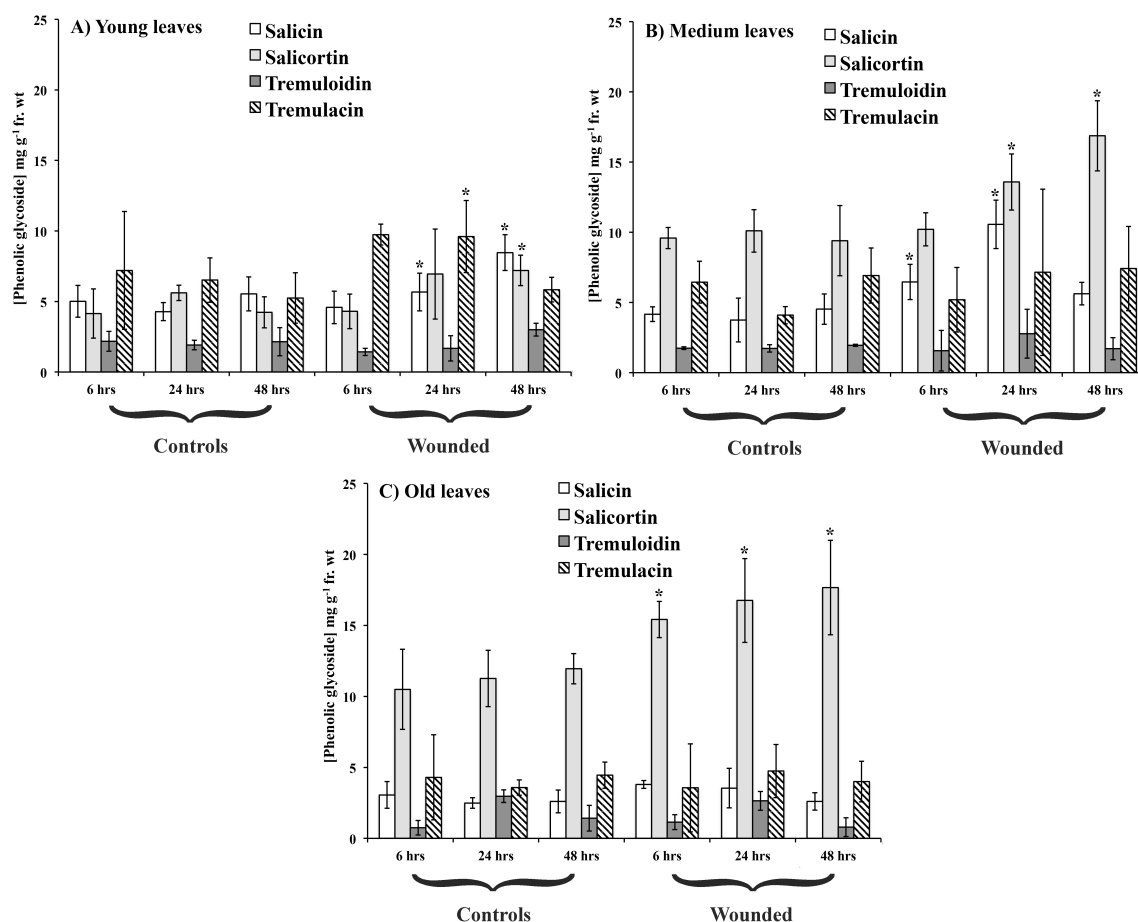 A) Young leaves
Salicin
Salicortin
Tremuloidin
Tremulacin
[Phenolic glycoside] mg g⁻¹ fr. wt
25
20
15
10
5
0
* * * *
6 hrs 24 hrs 48 hrs 6 hrs 24 hrs 48 hrs
Controls Wounded
B) Medium leaves
Salicin
Salicortin
Tremuloidin
Tremulacin
[Phenolic glycoside] mg g⁻¹ fr. wt
25
20
15
10
5
0
* * * *
6 hrs 24 hrs 48 hrs 6 hrs 24 hrs 48 hrs
Controls Wounded
C) Old leaves
Salicin
Salicortin
Tremuloidin
Tremulacin
[Phenolic glycoside] mg g⁻¹ fr. wt
25
20
15
10
5
0
* * *
6 hrs 24 hrs 48 hrs 6 hrs 24 hrs 48 hrs
Controls Wounded